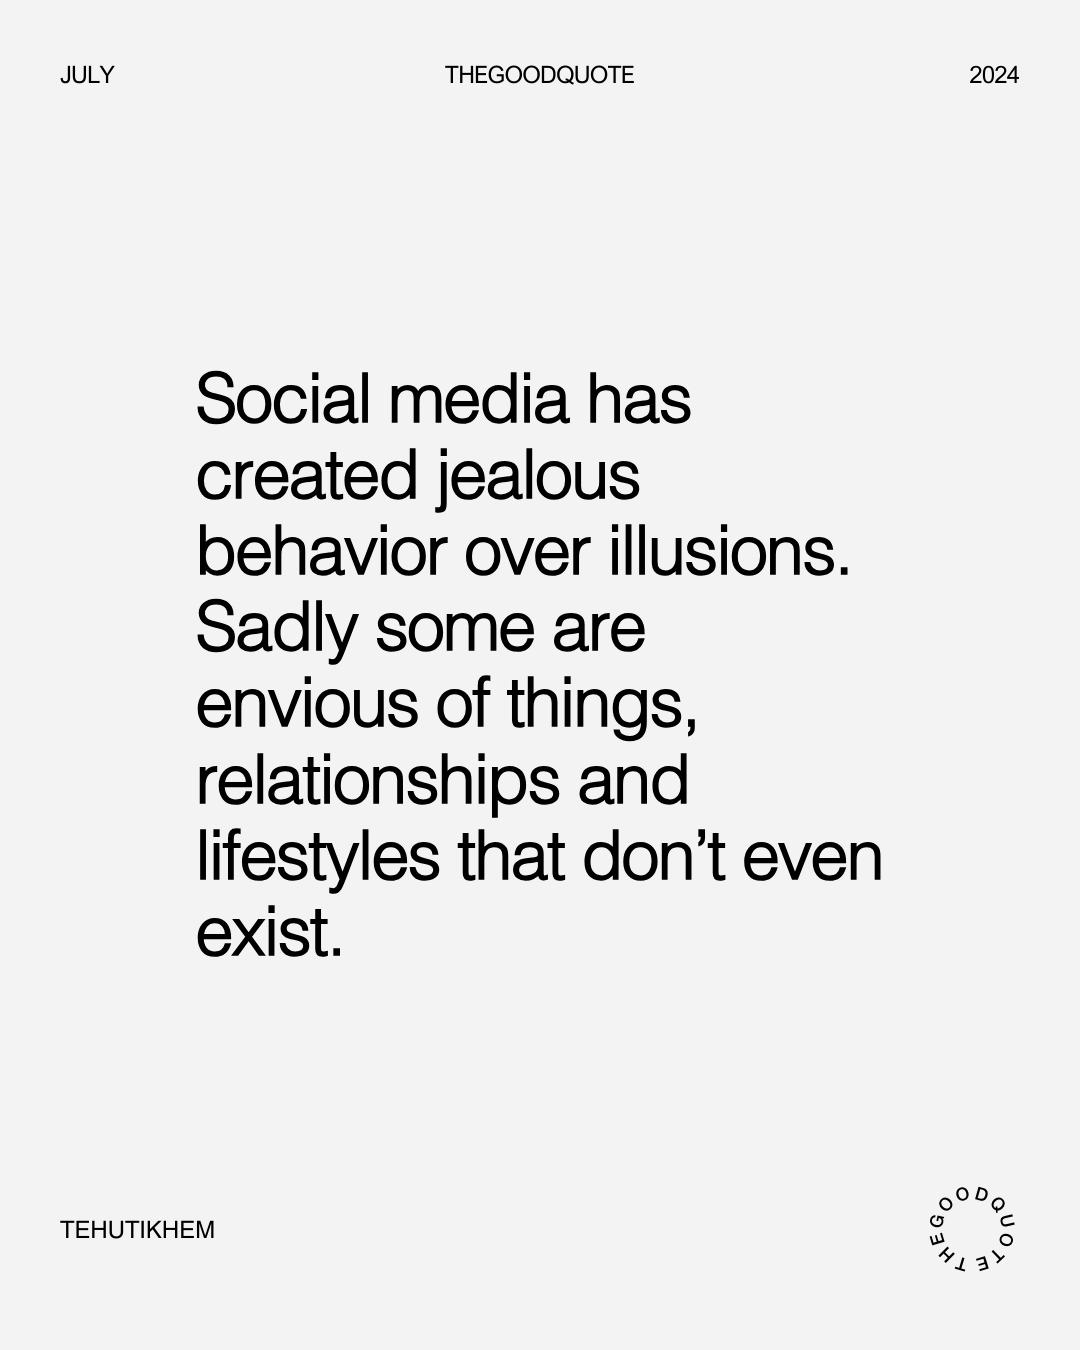 JULY
THEGOODQUOTE
2024
Social media has
created jealous
behavior over illusions.
Sadly some are
envious of things,
relationships and
lifestyles that don’t even
exist.
TEHUTIKHEM
THEGOODQUOTE